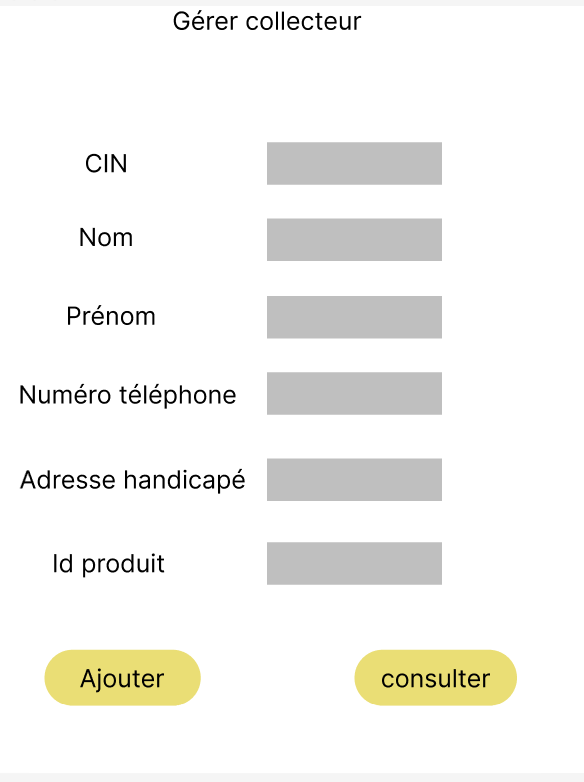 Gérer collecteur
CIN
Nom
Prénom
Numéro téléphone
Adresse handicapé
Id produit
Ajouter
consulter